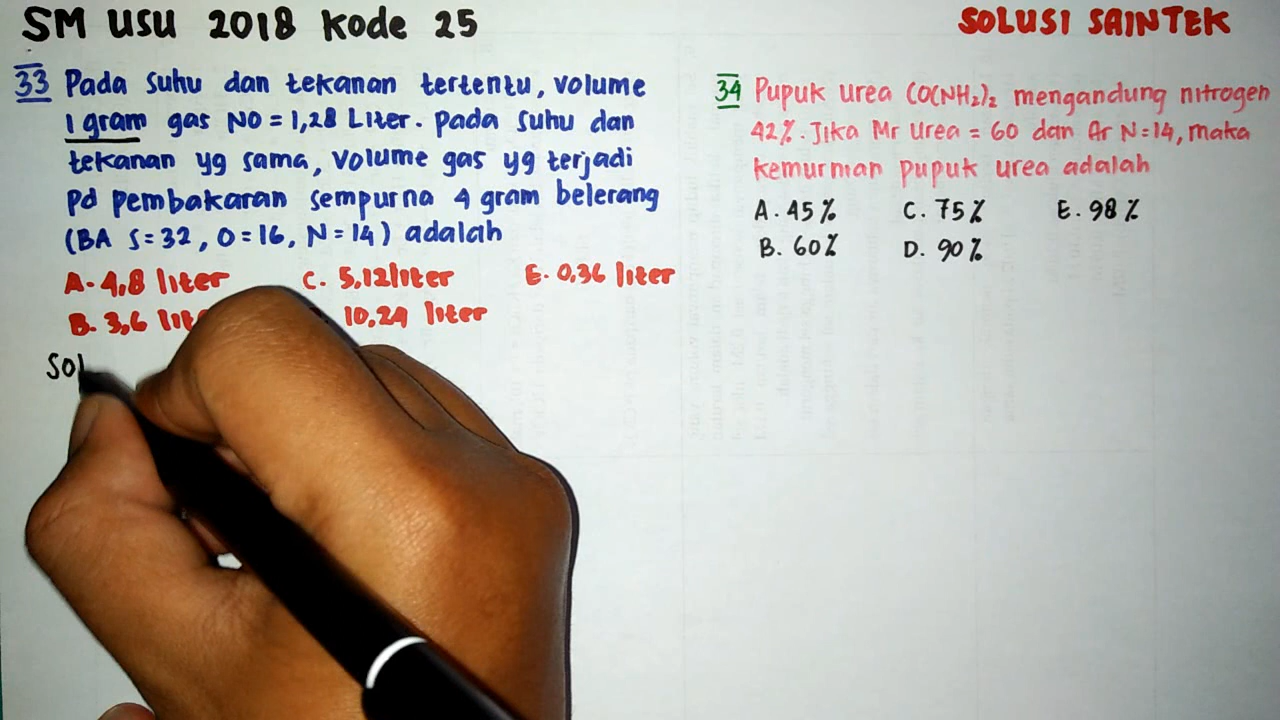 SM USU 2018 Kode 25
SOLUSI SAINTEK
33 Pada suhu dan tekanan tertentu, volume
1 gram gas NO = 1,28 Liter. Pada suhu dan
tekanan yg sama, volume gas yg terjadi
Pd pembakaran sempurna 4 gram belerang
(BA S=32, O=16, N=14) adalah
A. 4,8 liter C. 5,12 liter E. 0,36 liter
B. 3,6 10,24 liter
Sol
34 Pupuk urea CO(NH₂)₂ mengandung nitrogen
42%. Jika Mr Urea = 60 dan Ar N=14, maka
kemurnian pupuk urea adalah
A. 45% C. 75% E. 98%
B. 60% D. 90%